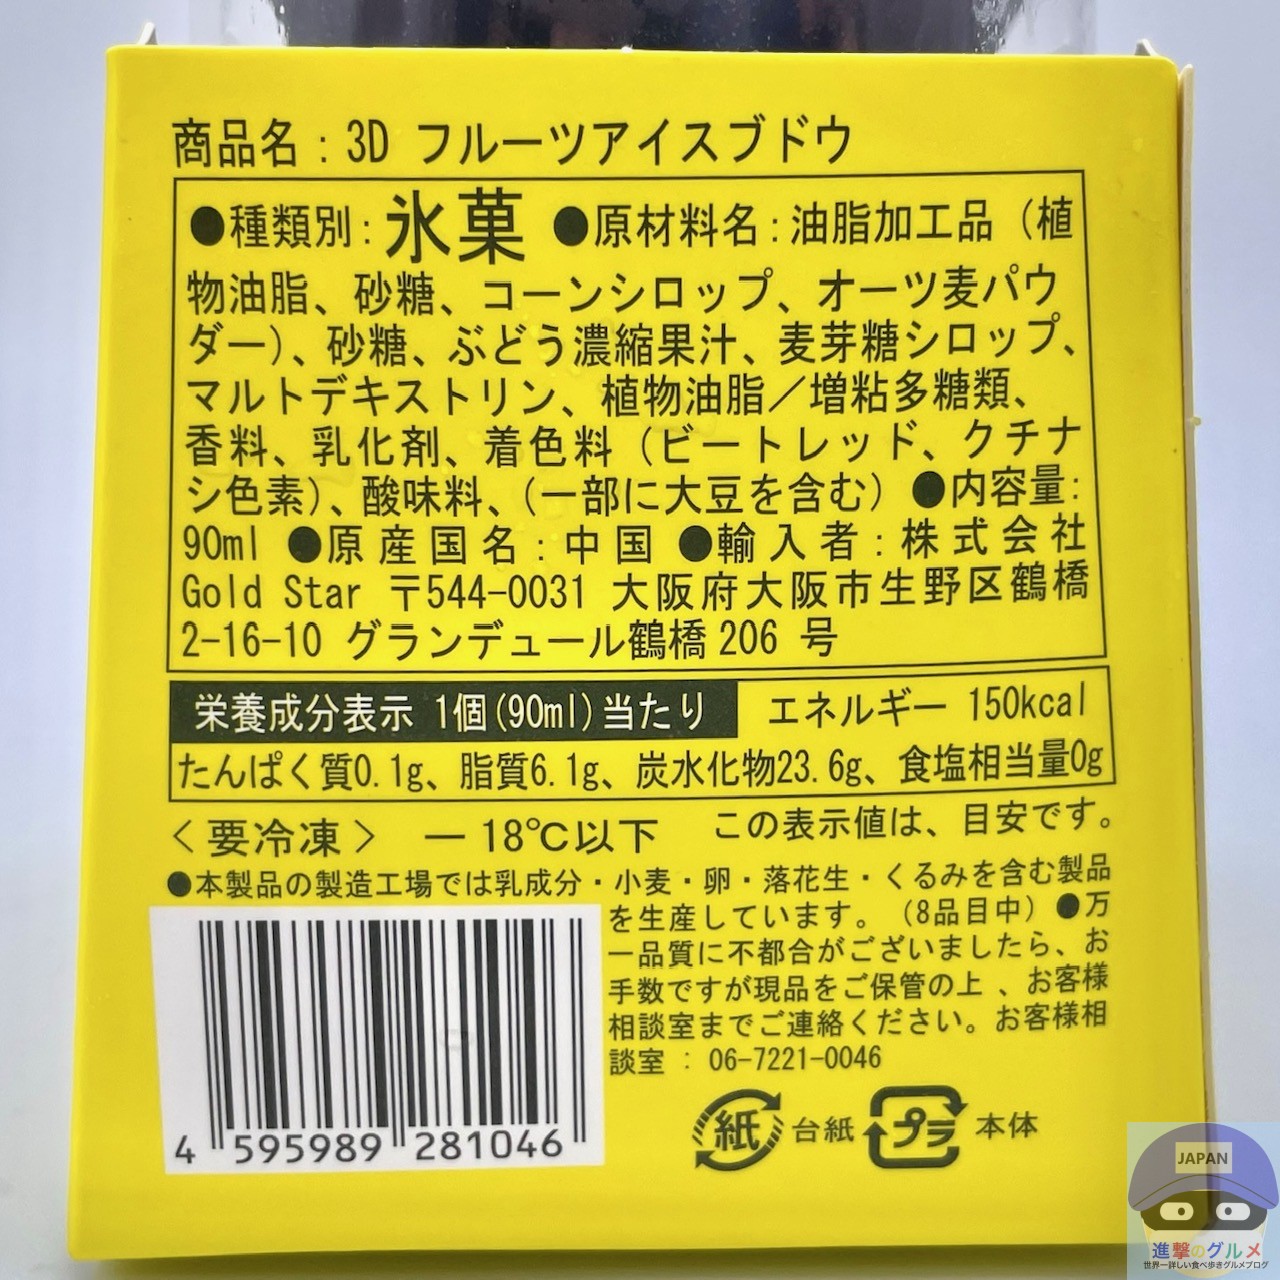 商品名：3D フルーツアイスブドウ
●種類別：氷菓 ●原材料名：油脂加工品（植
物油脂、砂糖、コーンシロップ、オーツ麦パウ
ダー）、砂糖、ぶどう濃縮果汁、麦芽糖シロップ、
マルトデキストリン、植物油脂／増粘多糖類、
香料、乳化剤、着色料（ビートレッド、クチナ
シ色素）、酸味料、（一部に大豆を含む）●内容量：
90ml ●原産国名：中国 ●輸入者：株式会社
Gold Star 〒544-0031 大阪府大阪市生野区鶴橋
2-16-10 グランデュール鶴橋 206 号
栄養成分表示 1個(90ml)当たり エネルギー 150kcal
たんぱく質0.1g、脂質6.1g、炭水化物23.6g、食塩相当量0g
＜要冷凍＞ －18℃以下 この表示値は、目安です。
●本製品の製造工場では乳成分・小麦・卵・落花生・くるみを含む製品
を生産しています。（8品目中）●万
一品質に不都合がございましたら、お
手数ですが現品をご保管の上、お客様
相談室までご連絡ください。お客様相
談室：06-7221-0046
紙 台紙 プラ 本体
4 595989 281046
JAPAN
進撃のグルメ
世界一詳しい食べ歩きグルメブログ